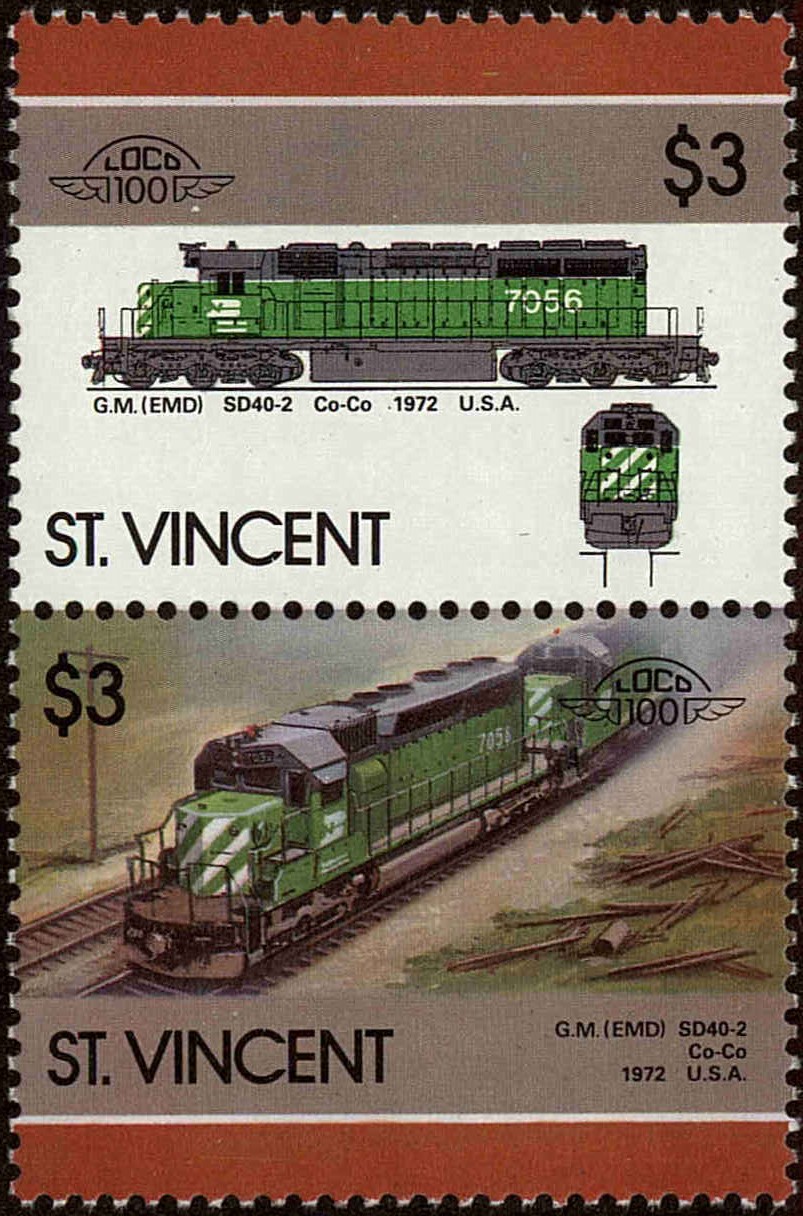 LOCO
100
$3
7056
G.M. (EMD) SD40-2 Co-Co 1972 U.S.A.
ST. VINCENT
$3
LOCO
100
7056
ST. VINCENT
G.M. (EMD) SD40-2
Co-Co
1972 U.S.A.